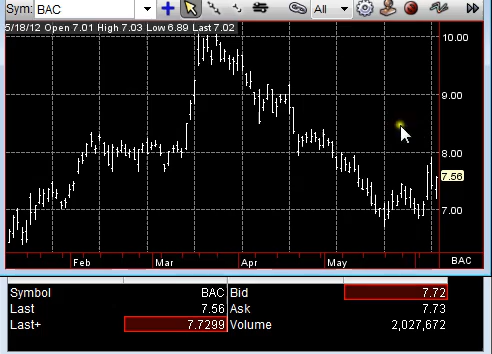 Sym: BAC All
5/18/12 Open 7.01 High 7.03 Low 6.89 Last 7.02
10.00
9.00
8.00
7.56
7.00
Feb Mar Apr May BAC
Symbol BAC Bid 7.72
Last 7.56 Ask 7.73
Last+ 7.7299 Volume 2,027,672